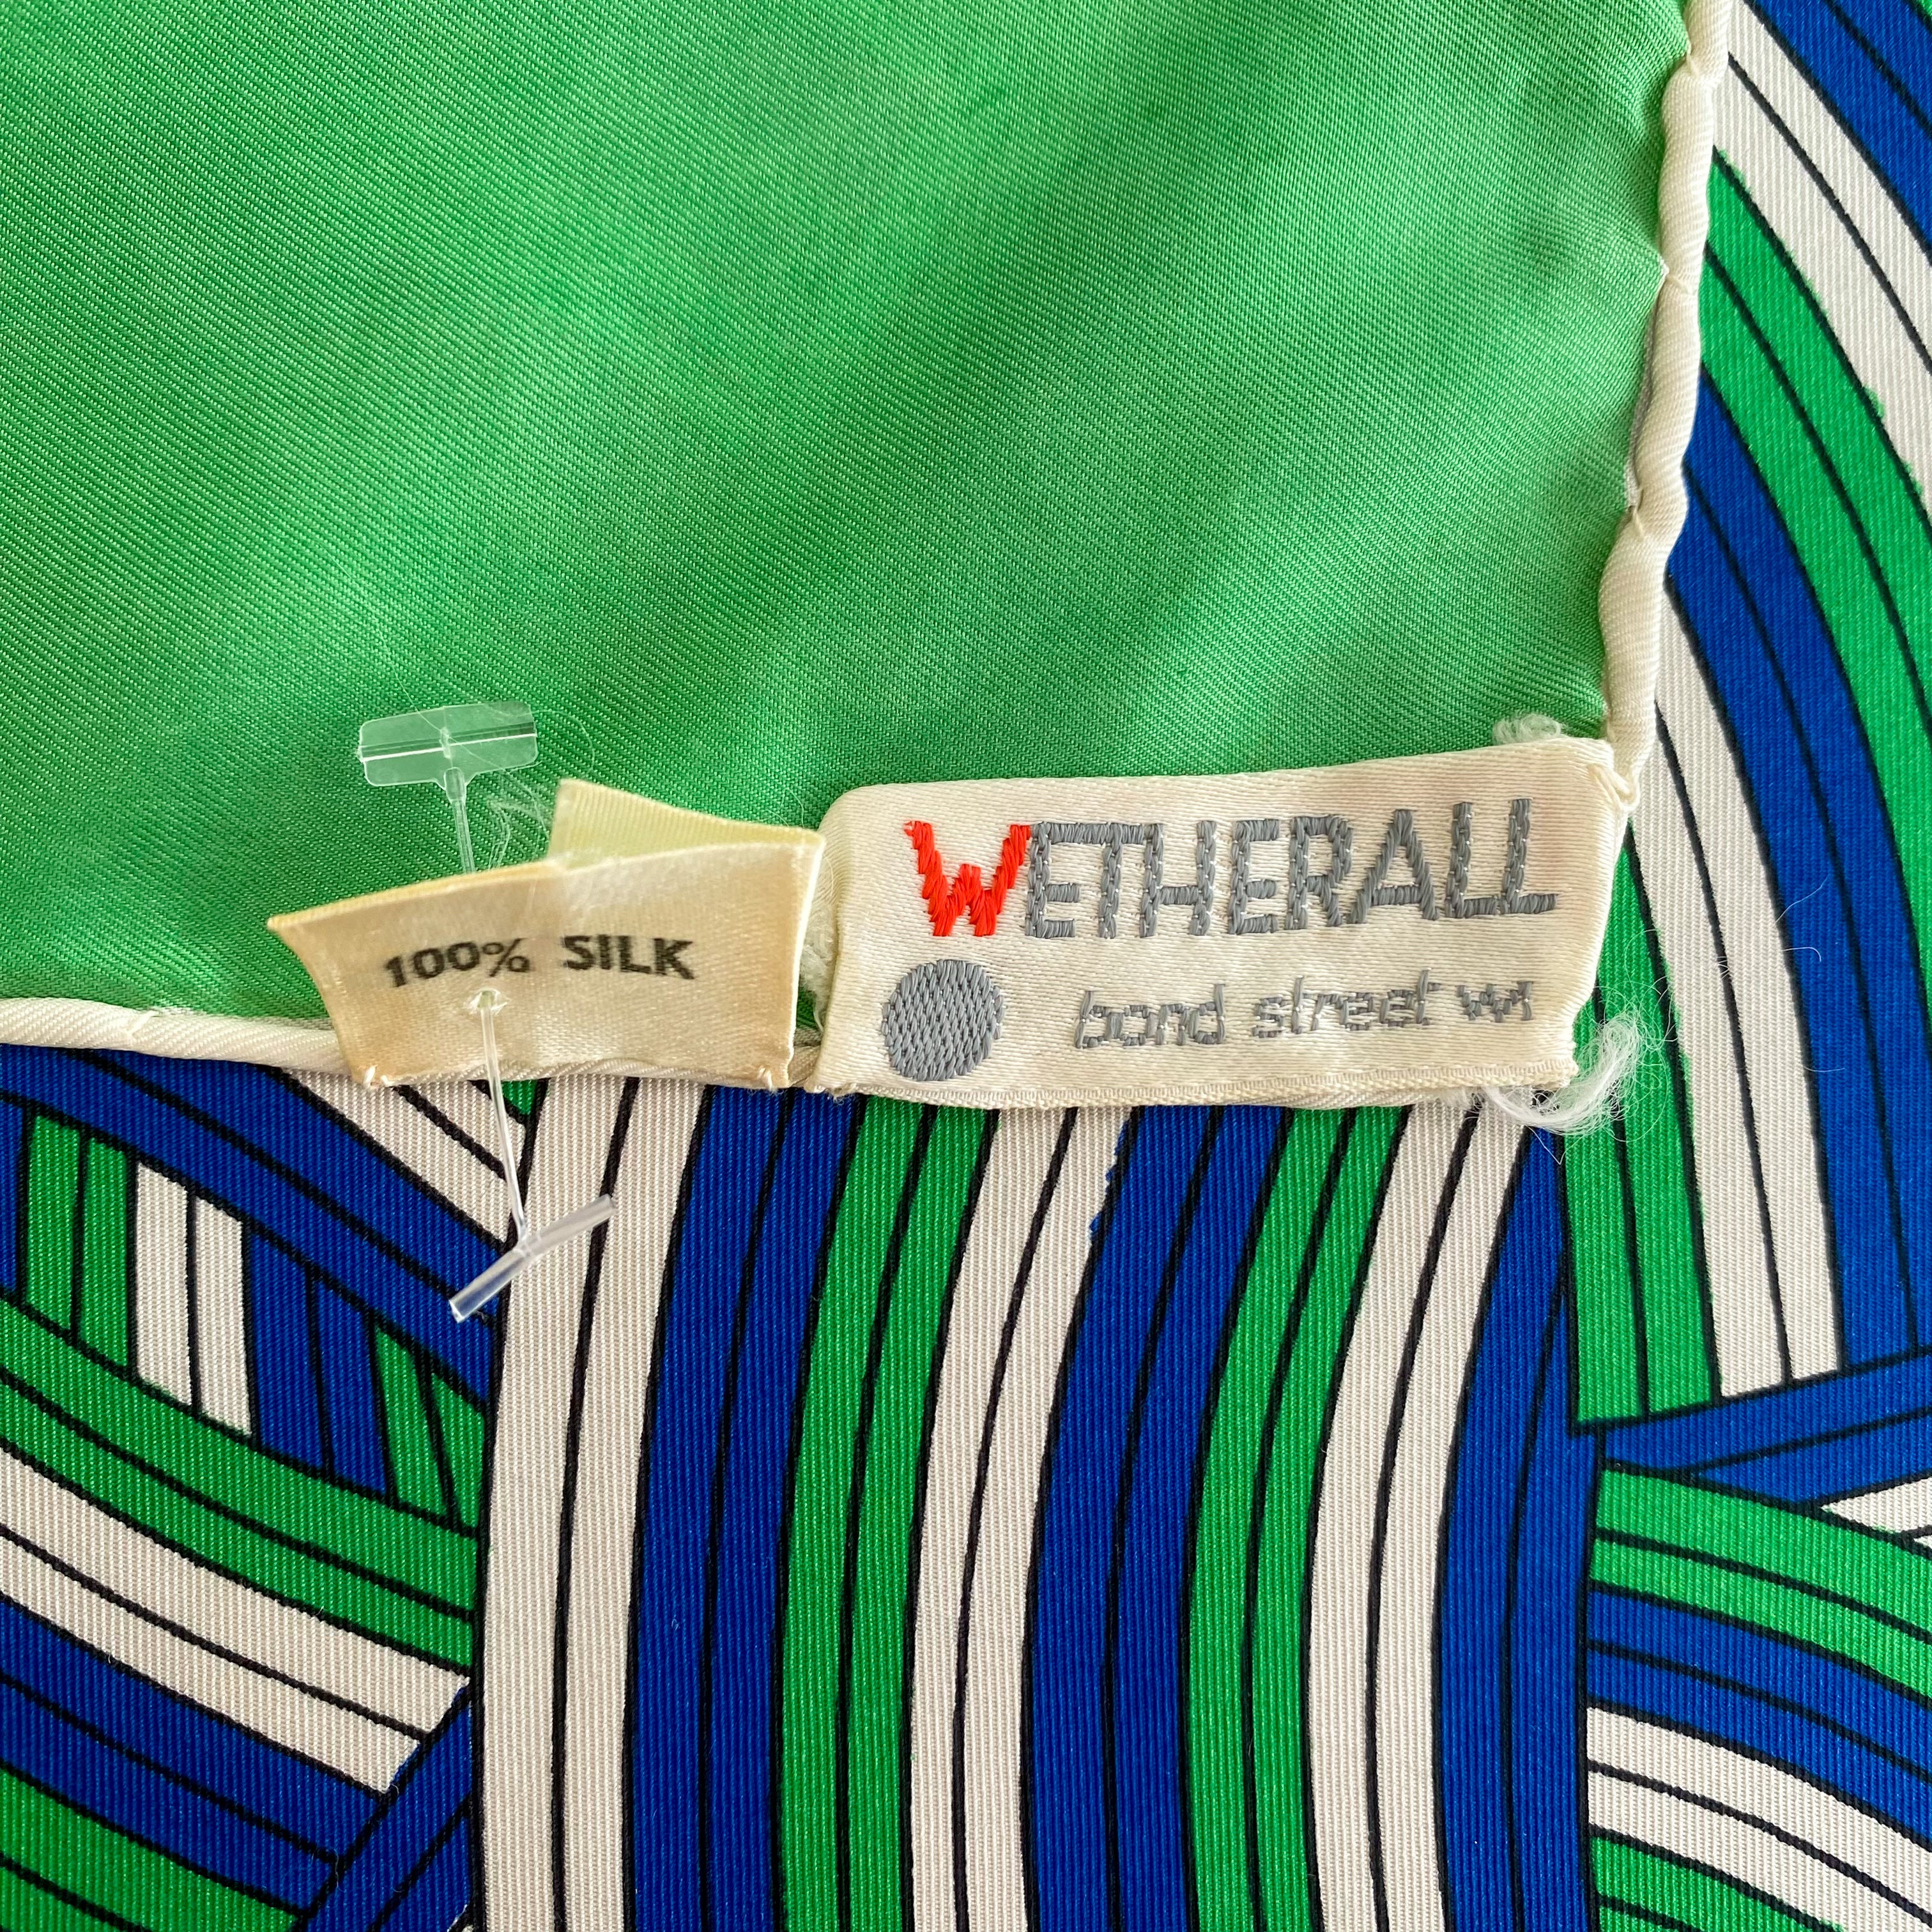 WETHERALL
bond street w1
100% SILK